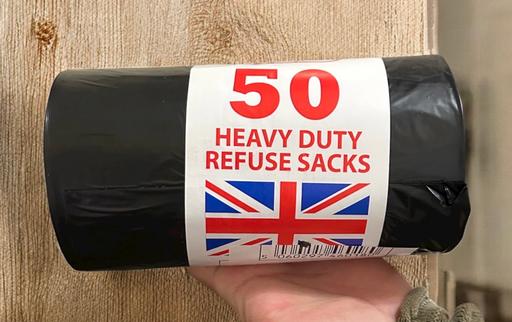 50
HEAVY DUTY
REFUSE SACKS